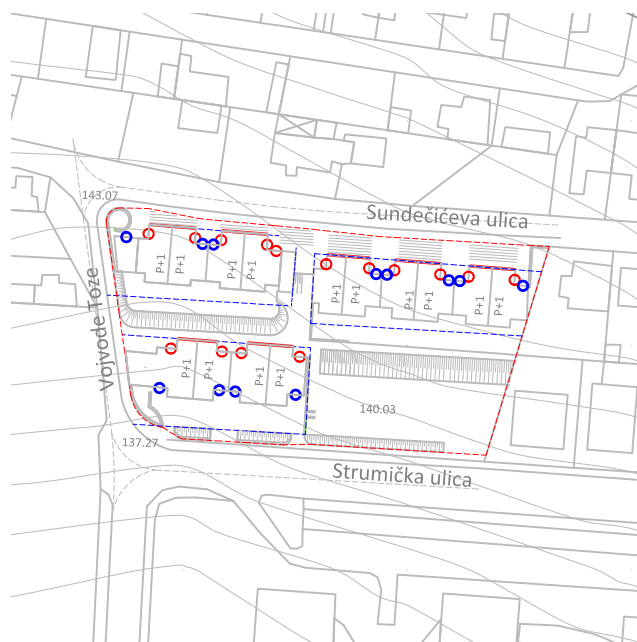 143.07
Sundečićeva ulica
P+1
P+1
P+1
P+1
P+1
P+1
P+1
P+1
P+1
P+1
Vojvode Toze
P+1
P+1
P+1
P+1
140.03
137.27
Strumička ulica